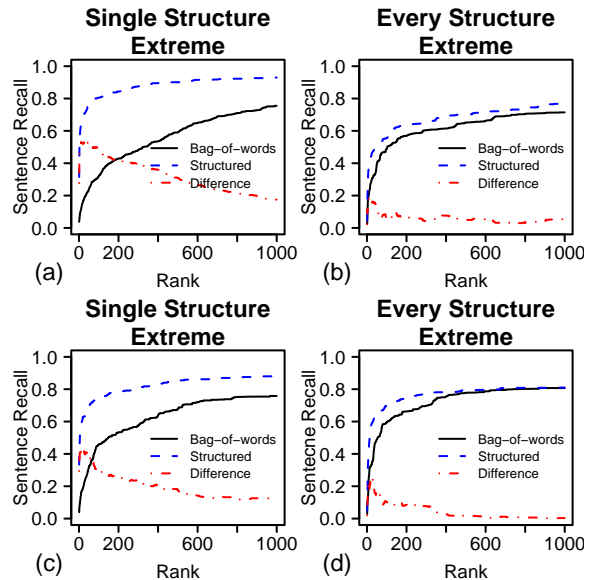 Single Structure
Extreme
Sentence Recall
1.0
0.8
0.6
0.4
0.2
0.0
Bag−of−words
Structured
Difference
0
200
600
1000
(a)
Rank
Every Structure
Extreme
Sentence Recall
1.0
0.8
0.6
0.4
0.2
0.0
Bag−of−words
Structured
Difference
0
200
600
1000
(b)
Rank
Single Structure
Extreme
Sentence Recall
1.0
0.8
0.6
0.4
0.2
0.0
Bag−of−words
Structured
Difference
0
200
600
1000
(c)
Rank
Every Structure
Extreme
Sentecne Recall
1.0
0.8
0.6
0.4
0.2
0.0
Bag−of−words
Structured
Difference
0
200
600
1000
(d)
Rank